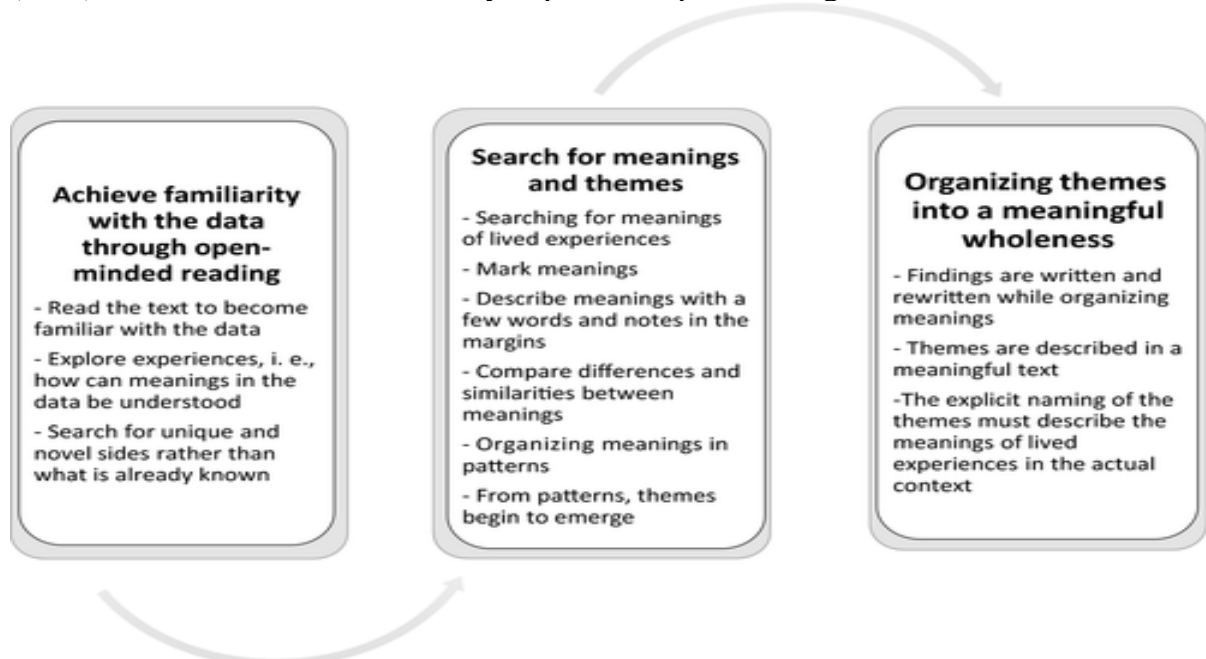 Achieve familiarity
with the data
through open-
minded reading
- Read the text to become
familiar with the data
- Explore experiences, i. e.,
how can meanings in the
data be understood
- Search for unique and
novel sides rather than
what is already known
Search for meanings
and themes
- Searching for meanings
of lived experiences
- Mark meanings
- Describe meanings with a
few words and notes in the
margins
- Compare differences and
similarities between
meanings
- Organizing meanings in
patterns
- From patterns, themes
begin to emerge
Organizing themes
into a meaningful
wholeness
- Findings are written and
rewritten while organizing
meanings
- Themes are described in a
meaningful text
-The explicit naming of the
themes must describe the
meanings of lived
experiences in the actual
context